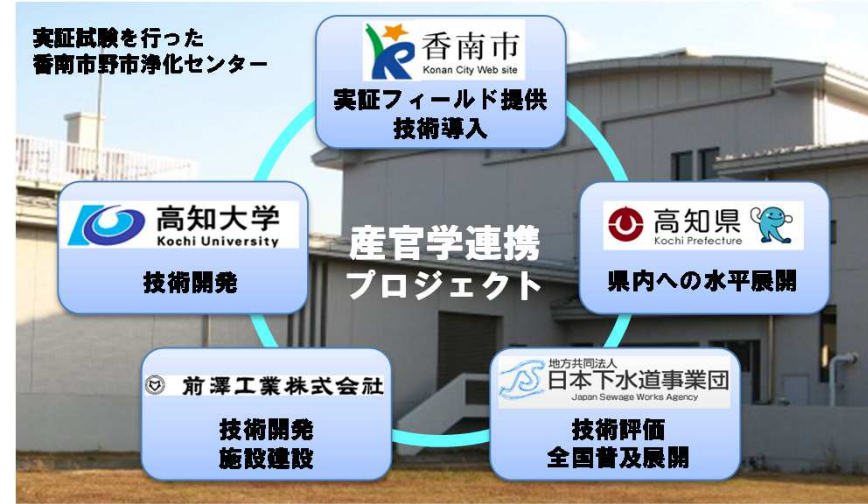 実証試験を行った
香南市野市浄化センター
香南市
Konan City Web site
実証フィールド提供
技術導入
高知大学
Kochi University
技術開発
産官学連携
プロジェクト
高知県
Kochi Prefecture
県内への水平展開
前澤工業株式会社
技術開発
施設建設
地方共同法人
日本下水道事業団
Japan Sewage Works Agency
技術評価
全国普及展開